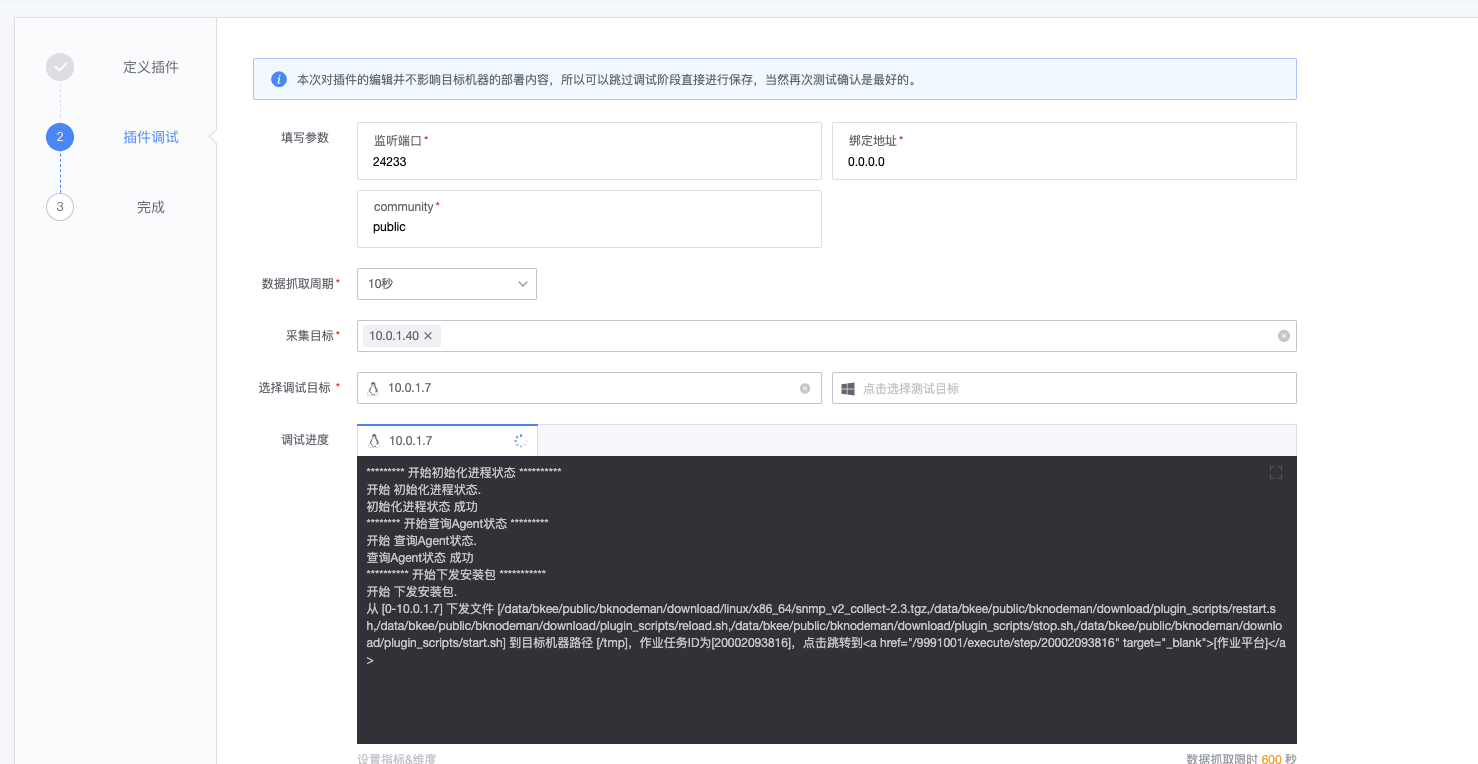 定义插件
2
插件调试
3
完成
i 本次对插件的编辑并不影响目标机器的部署内容，所以可以跳过调试阶段直接进行保存，当然再次测试确认是最好的。
填写参数
监听端口*
24233
绑定地址*
0.0.0.0
community*
public
数据抓取周期* 10秒
采集目标* 10.0.1.40 ×
选择调试目标 * 10.0.1.7 点击选择测试目标
调试进度 10.0.1.7
********* 开始初始化进程状态 **********
开始 初始化进程状态.
初始化进程状态 成功
******** 开始查询Agent状态 *********
开始 查询Agent状态.
查询Agent状态 成功
********** 开始下发安装包 ***********
开始 下发安装包.
从 [0-10.0.1.7] 下发文件 [/data/bkee/public/bknodeman/download/linux/x86_64/snmp_v2_collect-2.3.tgz,/data/bkee/public/bknodeman/download/plugin_scripts/restart.s
h,/data/bkee/public/bknodeman/download/plugin_scripts/reload.sh,/data/bkee/public/bknodeman/download/plugin_scripts/stop.sh,/data/bkee/public/bknodeman/downlo
ad/plugin_scripts/start.sh] 到目标机器路径 [/tmp]，作业任务ID为[20002093816]，点击跳转到<a href="/9991001/execute/step/20002093816" target="_blank">[作业平台]</a
>
设置指标&维度
数据抓取限时 600 秒